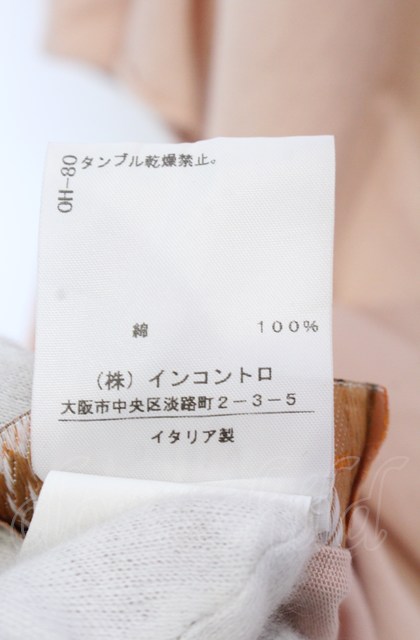 タンブル乾燥禁止。
OH-80
綿 100%
(株)インコントロ
大阪市中央区淡路町2-3-5
イタリア製